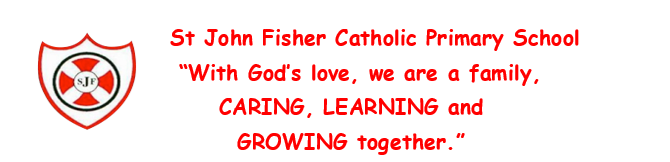 St John Fisher Catholic Primary School
“With God’s love, we are a family,
CARING, LEARNING and
GROWING together.”
SJF